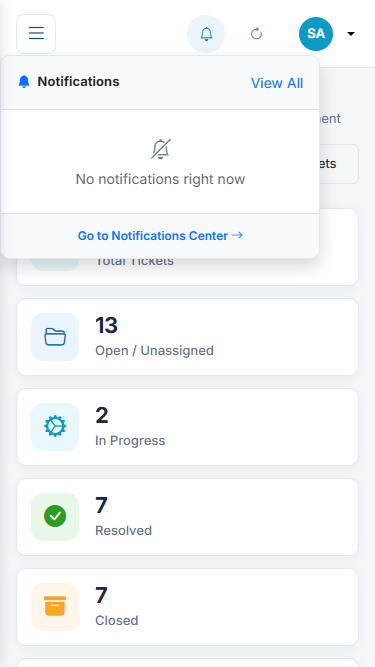 SA
Notifications
View All
No notifications right now
Go to Notifications Center
Total Tickets
13
Open / Unassigned
2
In Progress
7
Resolved
7
Closed